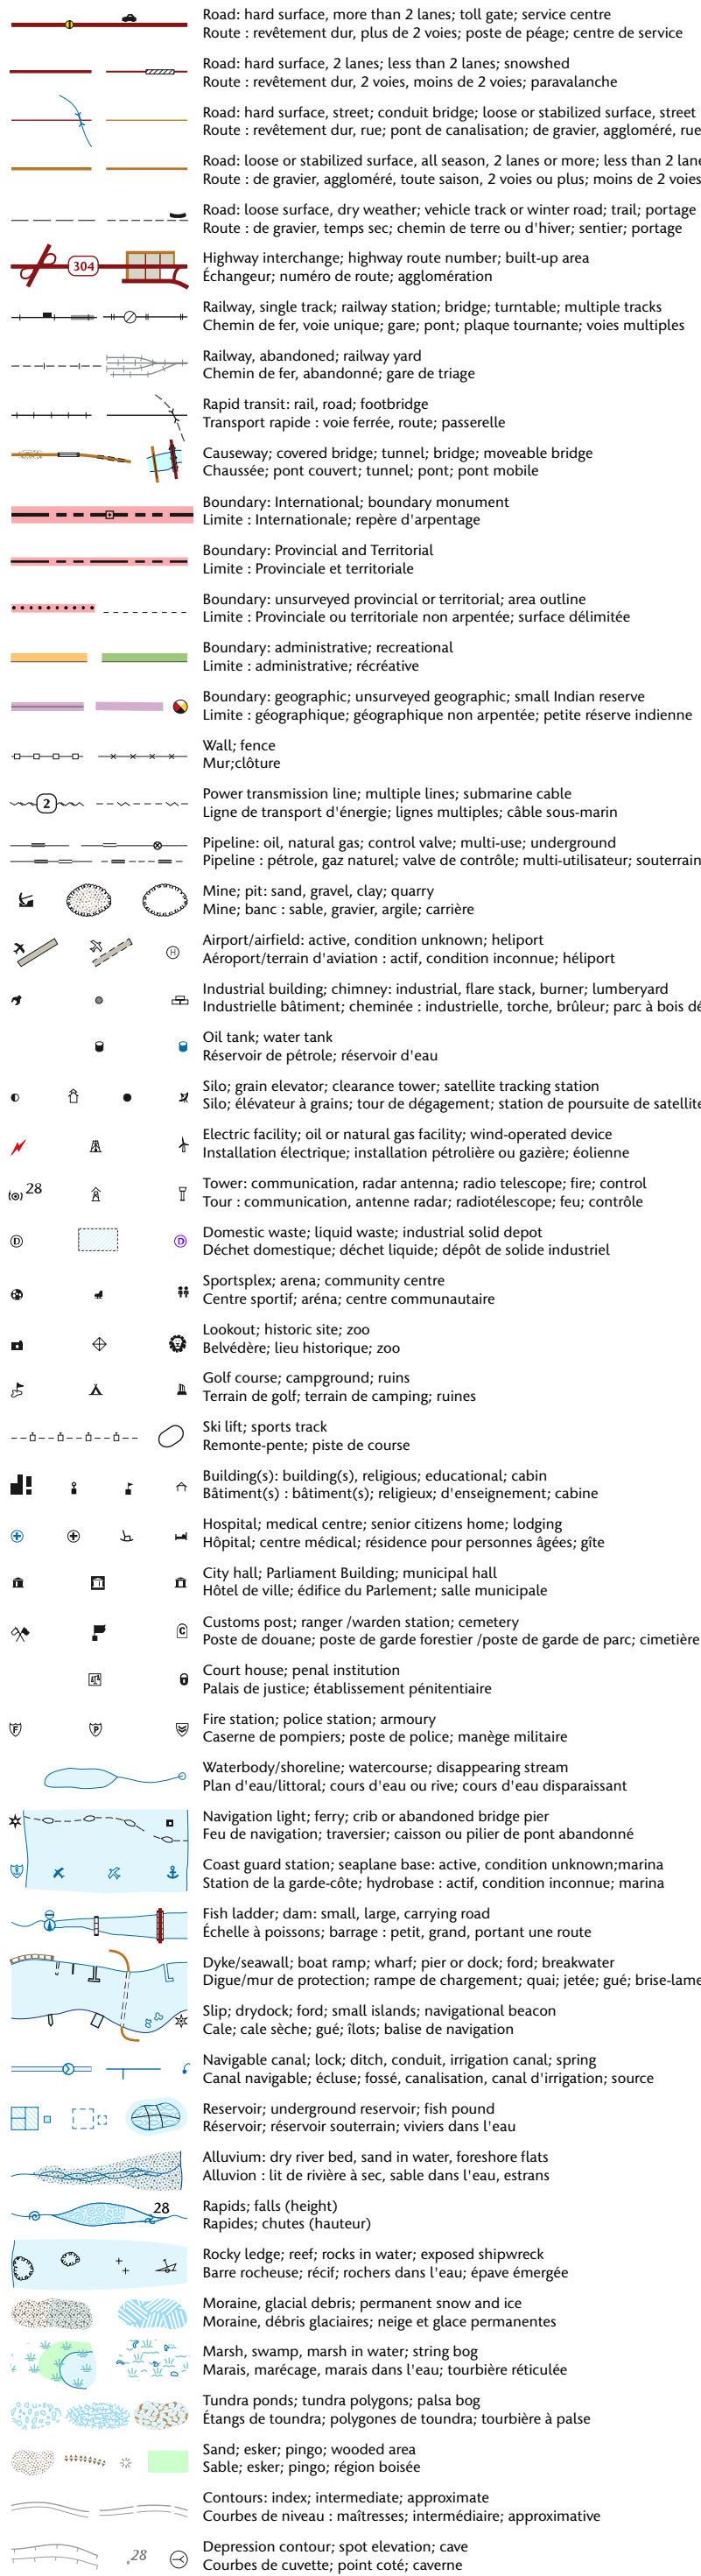 Road: hard surface, more than 2 lanes; toll gate; service centre
Route : revêtement dur, plus de 2 voies; poste de péage; centre de service
Road: hard surface, 2 lanes; less than 2 lanes; snowshed
Route : revêtement dur, 2 voies, moins de 2 voies; paravalanche
Road: hard surface, street; conduit bridge; loose or stabilized surface, street
Route : revêtement dur, rue; pont de canalisation; de gravier, aggloméré, rue
Road: loose or stabilized surface, all season, 2 lanes or more; less than 2 lane
Route : de gravier, aggloméré, toute saison, 2 voies ou plus; moins de 2 voies
Road: loose surface, dry weather; vehicle track or winter road; trail; portage
Route : de gravier, temps sec; chemin de terre ou d'hiver; sentier; portage
304
Highway interchange; highway route number; built-up area
Échangeur; numéro de route; agglomération
Railway, single track; railway station; bridge; turntable; multiple tracks
Chemin de fer, voie unique; gare; pont; plaque tournante; voies multiples
Railway, abandoned; railway yard
Chemin de fer, abandonné; gare de triage
Rapid transit: rail, road; footbridge
Transport rapide : voie ferrée, route; passerelle
Causeway; covered bridge; tunnel; bridge; moveable bridge
Chaussée; pont couvert; tunnel; pont; pont mobile
Boundary: International; boundary monument
Limite : Internationale; repère d'arpentage
Boundary: Provincial and Territorial
Limite : Provinciale et territoriale
Boundary: unsurveyed provincial or territorial; area outline
Limite : Provinciale ou territoriale non arpentée; surface délimitée
Boundary: administrative; recreational
Limite : administrative; récréative
Boundary: geographic; unsurveyed geographic; small Indian reserve
Limite : géographique; géographique non arpentée; petite réserve indienne
Wall; fence
Mur;clôture
2
Power transmission line; multiple lines; submarine cable
Ligne de transport d'énergie; lignes multiples; câble sous-marin
Pipeline: oil, natural gas; control valve; multi-use; underground
Pipeline : pétrole, gaz naturel; valve de contrôle; multi-utilisateur; souterrain
Mine; pit: sand, gravel, clay; quarry
Mine; banc : sable, gravier, argile; carrière
H
Airport/airfield: active, condition unknown; heliport
Aéroport/terrain d'aviation : actif, condition inconnue; héliport
Industrial building; chimney: industrial, flare stack, burner; lumberyard
Industrielle bâtiment; cheminée : industrielle, torche, brûleur; parc à bois dé
Oil tank; water tank
Réservoir de pétrole; réservoir d'eau
Silo; grain elevator; clearance tower; satellite tracking station
Silo; élévateur à grains; tour de dégagement; station de poursuite de satellite
Electric facility; oil or natural gas facility; wind-operated device
Installation électrique; installation pétrolière ou gazière; éolienne
28
Tower: communication, radar antenna; radio telescope; fire; control
Tour : communication, antenne radar; radiotélescope; feu; contrôle
D
D
Domestic waste; liquid waste; industrial solid depot
Déchet domestique; déchet liquide; dépôt de solide industriel
Sportsplex; arena; community centre
Centre sportif; aréna; centre communautaire
Lookout; historic site; zoo
Belvédère; lieu historique; zoo
Golf course; campground; ruins
Terrain de golf; terrain de camping; ruines
Ski lift; sports track
Remonte-pente; piste de course
Building(s): building(s), religious; educational; cabin
Bâtiment(s) : bâtiment(s); religieux; d'enseignement; cabine
Hospital; medical centre; senior citizens home; lodging
Hôpital; centre médical; résidence pour personnes âgées; gîte
City hall; Parliament Building; municipal hall
Hôtel de ville; édifice du Parlement; salle municipale
C
Customs post; ranger /warden station; cemetery
Poste de douane; poste de garde forestier /poste de garde de parc; cimetière
Court house; penal institution
Palais de justice; établissement pénitentiaire
F
P
Fire station; police station; armoury
Caserne de pompiers; poste de police; manège militaire
Waterbody/shoreline; watercourse; disappearing stream
Plan d'eau/littoral; cours d'eau ou rive; cours d'eau disparaissant
Navigation light; ferry; crib or abandoned bridge pier
Feu de navigation; traversier; caisson ou pilier de pont abandonné
Coast guard station; seaplane base: active, condition unknown;marina
Station de la garde-côte; hydrobase : actif, condition inconnue; marina
Fish ladder; dam: small, large, carrying road
Échelle à poissons; barrage : petit, grand, portant une route
Dyke/seawall; boat ramp; wharf; pier or dock; ford; breakwater
Digue/mur de protection; rampe de chargement; quai; jetée; gué; brise-lame
Slip; drydock; ford; small islands; navigational beacon
Cale; cale sèche; gué; îlots; balise de navigation
Navigable canal; lock; ditch, conduit, irrigation canal; spring
Canal navigable; écluse; fossé, canalisation, canal d'irrigation; source
Reservoir; underground reservoir; fish pound
Réservoir; réservoir souterrain; viviers dans l'eau
Alluvium: dry river bed, sand in water, foreshore flats
Alluvion : lit de rivière à sec, sable dans l'eau, estrans
28
Rapids; falls (height)
Rapides; chutes (hauteur)
Rocky ledge; reef; rocks in water; exposed shipwreck
Barre rocheuse; récif; rochers dans l'eau; épave émergée
Moraine, glacial debris; permanent snow and ice
Moraine, débris glaciaires; neige et glace permanentes
Marsh, swamp, marsh in water; string bog
Marais, marécage, marais dans l'eau; tourbière réticulée
Tundra ponds; tundra polygons; palsa bog
Étangs de toundra; polygones de toundra; tourbière à palse
Sand; esker; pingo; wooded area
Sable; esker; pingo; région boisée
Contours: index; intermediate; approximate
Courbes de niveau : maîtresses; intermédiaire; approximative
28
Depression contour; spot elevation; cave
Courbes de cuvette; point coté; caverne